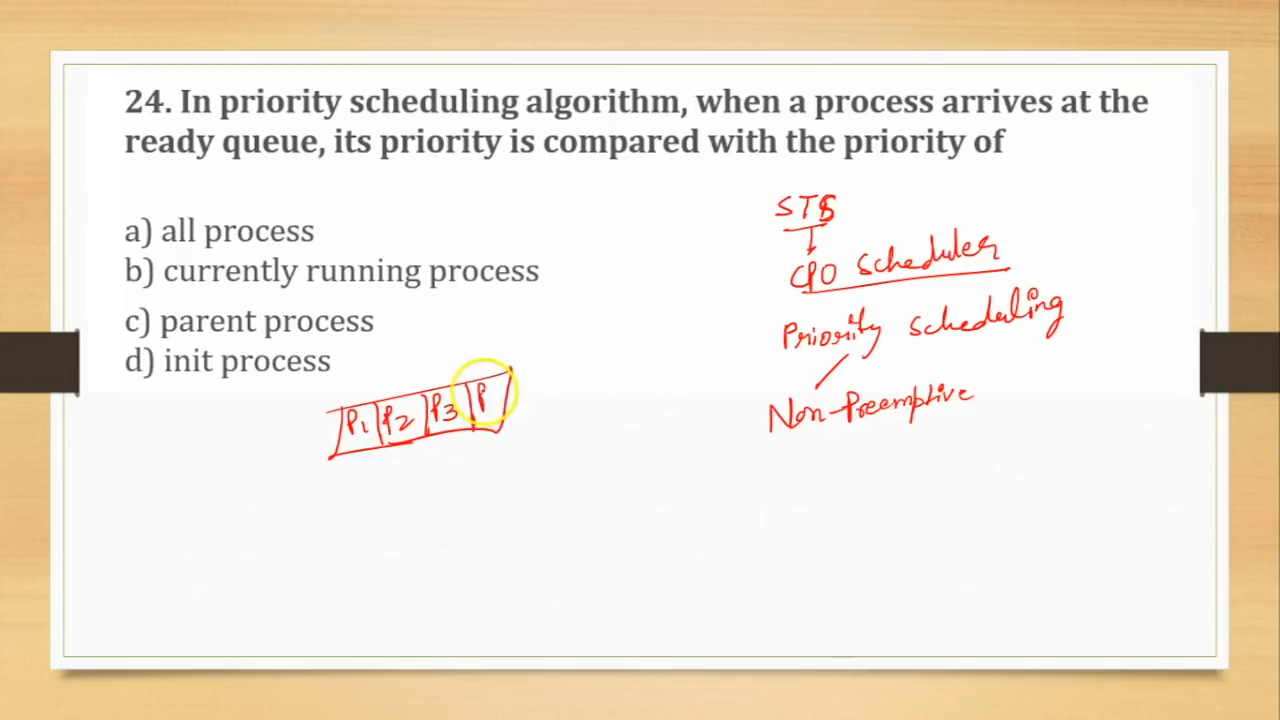 24. In priority scheduling algorithm, when a process arrives at the
ready queue, its priority is compared with the priority of
a) all process
b) currently running process
c) parent process
d) init process
STS
CPU Scheduler
Priority scheduling
Non-Preemptive
P1 P2 P3 P